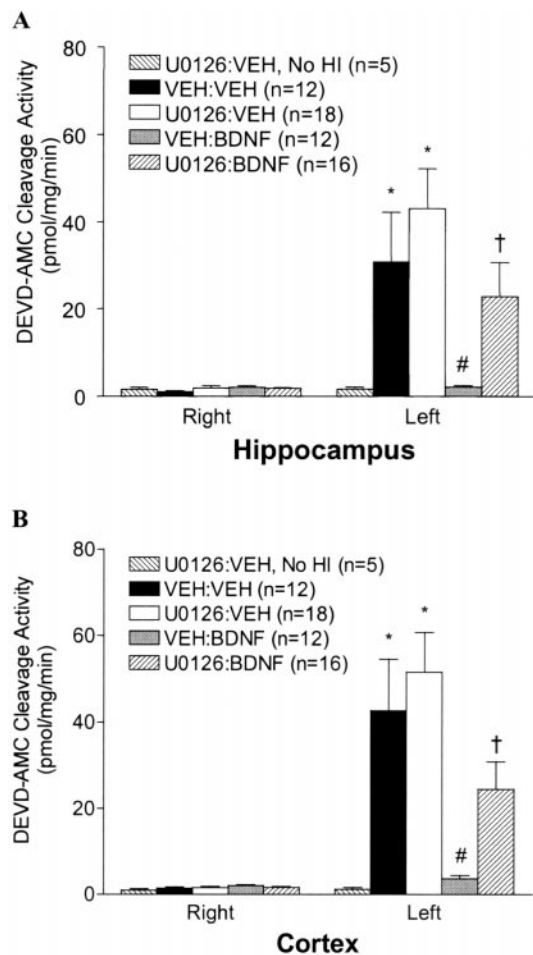 A
DEVD-AMC Cleavage Activity
(pmol/mg/min)
80
60
40
20
0
U0126:VEH, No HI (n=5)
VEH:VEH (n=12)
U0126:VEH (n=18)
VEH:BDNF (n=12)
U0126:BDNF (n=16)
*
*
#
†
Right
Left
Hippocampus
B
DEVD-AMC Cleavage Activity
(pmol/mg/min)
80
60
40
20
0
U0126:VEH, No HI (n=5)
VEH:VEH (n=12)
U0126:VEH (n=18)
VEH:BDNF (n=12)
U0126:BDNF (n=16)
*
*
#
†
Right
Left
Cortex